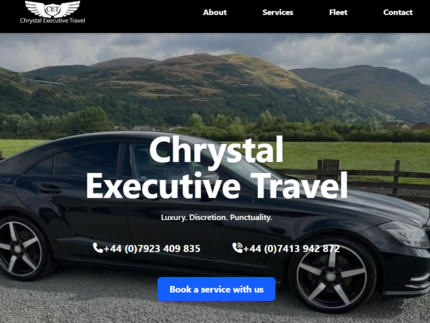 CET
Chrystal Executive Travel
About Services Fleet Contact
Chrystal
Executive Travel
Luxury. Discretion. Punctuality.
+44 (0)7923 409 835 +44 (0)7413 942 872
Book a service with us